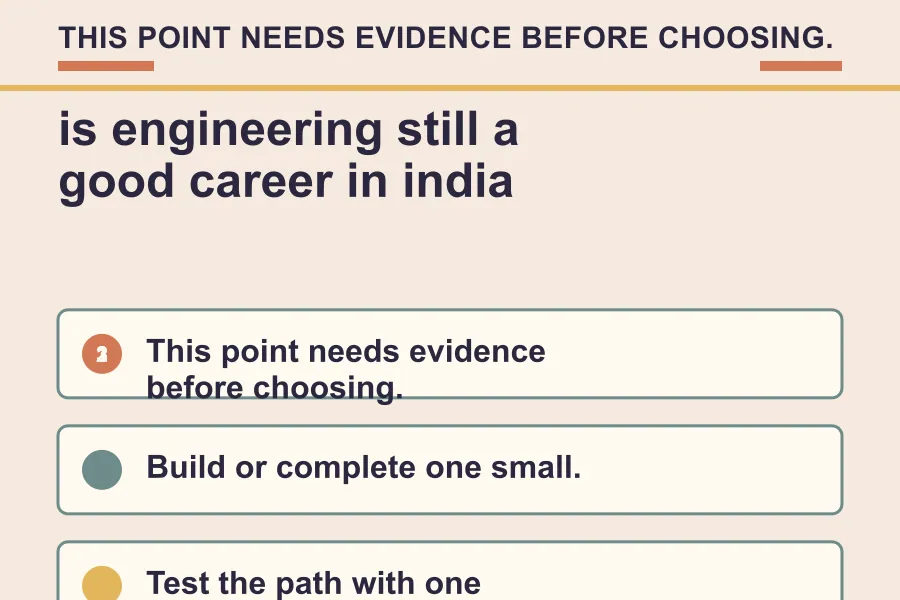 THIS POINT NEEDS EVIDENCE BEFORE CHOOSING.
is engineering still a
good career in india
This point needs evidence
before choosing.
Build or complete one small.
Test the path with one